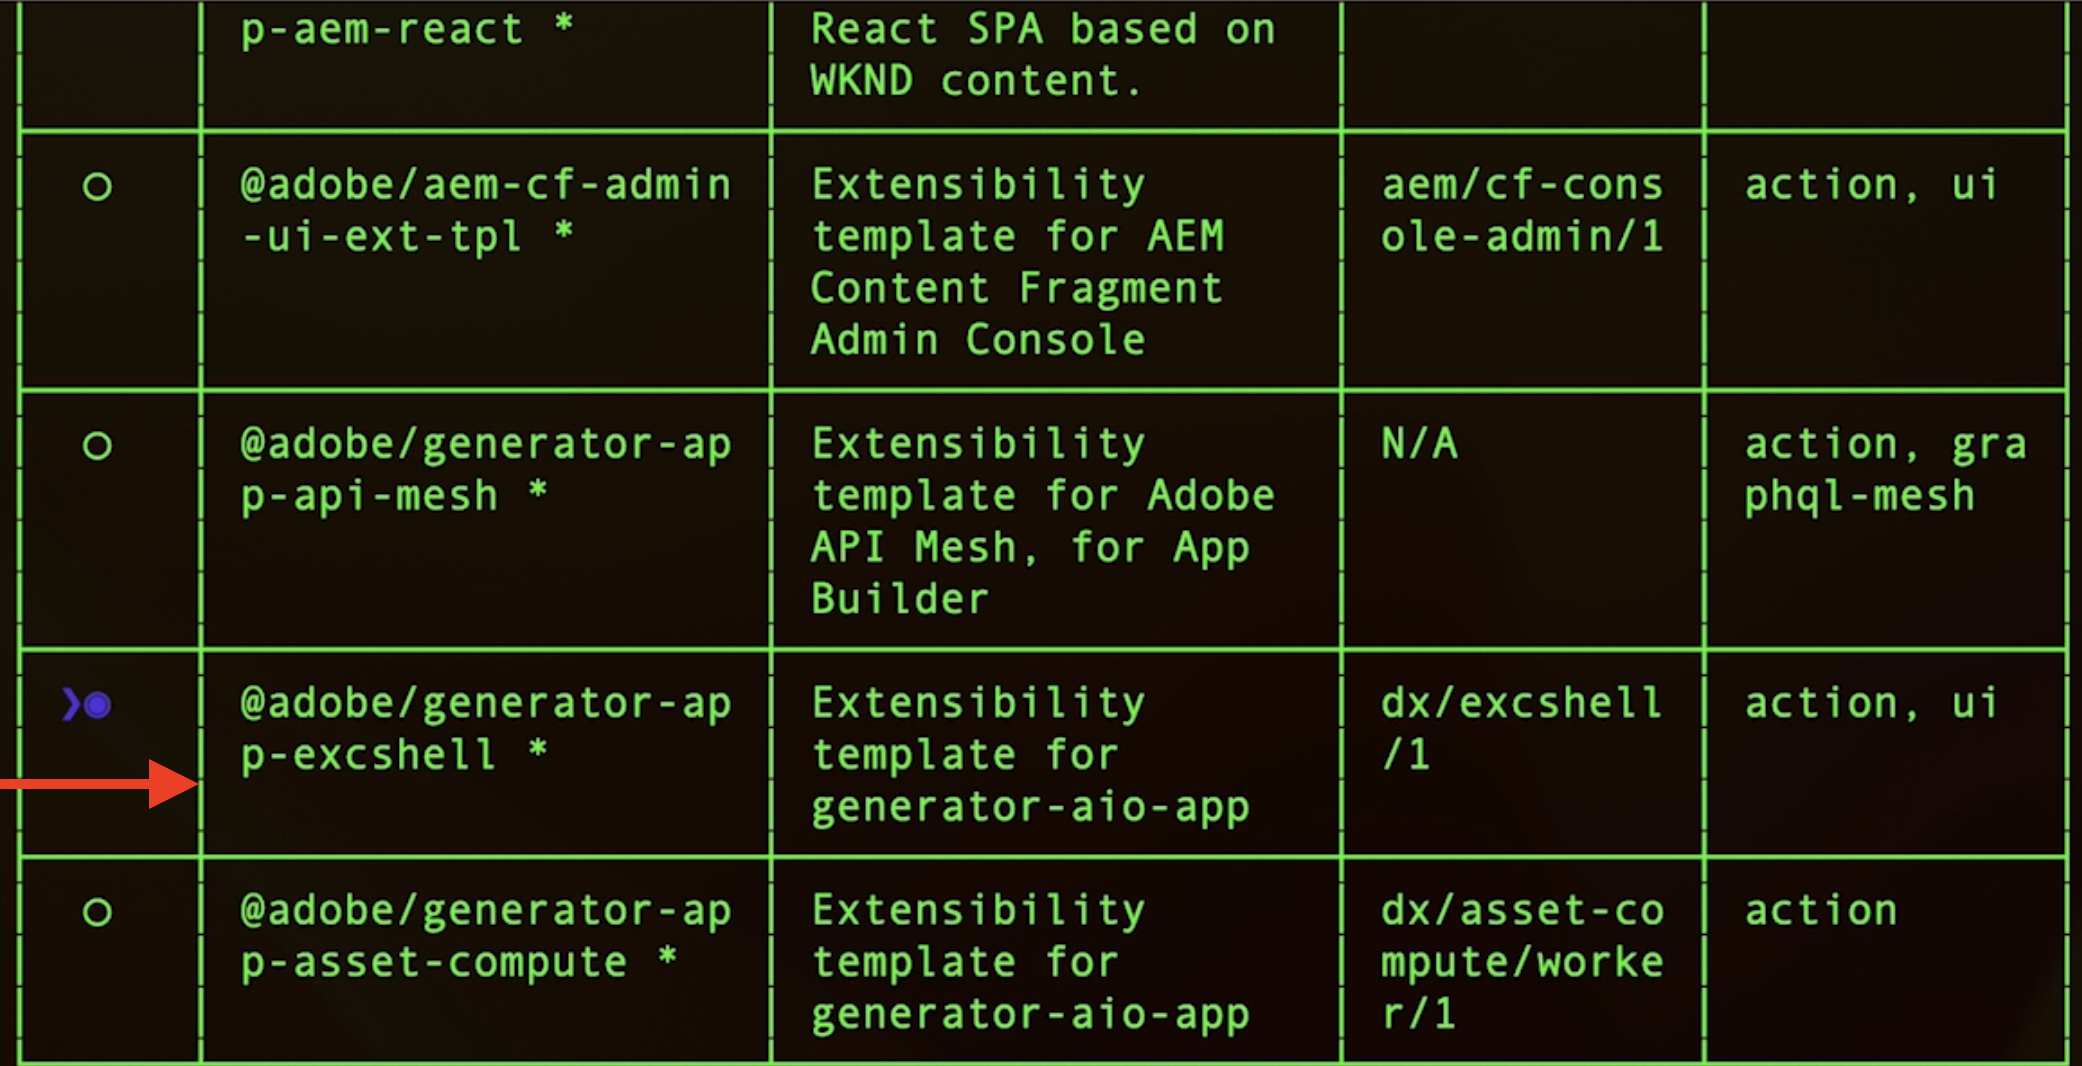 p-aem-react *
React SPA based on
WKND content.
@adobe/aem-cf-admin
-ui-ext-tpl *
Extensibility
template for AEM
Content Fragment
Admin Console
aem/cf-cons
ole-admin/1
action, ui
@adobe/generator-ap
p-api-mesh *
Extensibility
template for Adobe
API Mesh, for App
Builder
N/A
action, gra
phql-mesh
@adobe/generator-ap
p-excshell *
Extensibility
template for
generator-aio-app
dx/excshell
/1
action, ui
@adobe/generator-ap
p-asset-compute *
Extensibility
template for
generator-aio-app
dx/asset-co
mpute/worke
r/1
action